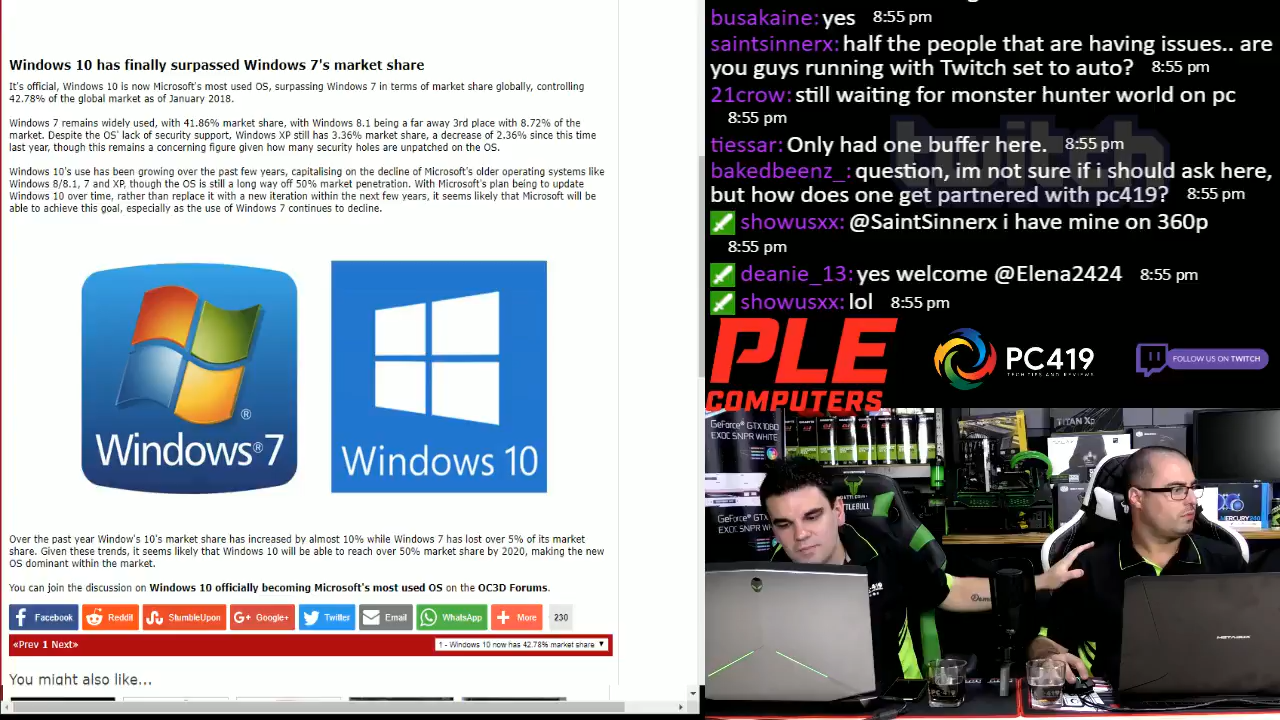 Windows 10 has finally surpassed Windows 7's market share
It's official, Windows 10 is now Microsoft's most used OS, surpassing Windows 7 in terms of market share globally, controlling
42.78% of the global market as of January 2018.
Windows 7 remains widely used, with 41.86% market share, with Windows 8.1 being a far away 3rd place with 8.72% of the
market. Despite the OS' lack of security support, Windows XP still has 3.36% market share, a decrease of 2.36% since this time
last year, though this remains a concerning figure given how many security holes are unpatched on the OS.
Windows 10's use has been growing over the past few years, capitalising on the decline of Microsoft's older operating systems like
Windows 8/8.1, 7 and XP, though the OS is still a long way off 50% market penetration. With Microsoft's plan being to update
Windows 10 over time, rather than replace it with a new iteration within the next few years, it seems likely that Microsoft will be
able to achieve this goal, especially as the use of Windows 7 continues to decline.
Windows®7
®
Windows 10
Over the past year Window's 10's market share has increased by almost 10% while Windows 7 has lost over 5% of its market
share. Given these trends, it seems likely that Windows 10 will be able to reach over 50% market share by 2020, making the new
OS dominant within the market.
You can join the discussion on Windows 10 officially becoming Microsoft's most used OS on the OC3D Forums.
Facebook Reddit StumbleUpon Google+ Twitter Email WhatsApp More 230
«Prev 1 Next»
1 - Windows 10 now has 42.78% market share
You might also like...
busakaine: yes 8:55 pm
saintsinnerx: half the people that are having issues.. are
you guys running with Twitch set to auto? 8:55 pm
21crow: still waiting for monster hunter world on pc
8:55 pm
tiessar: Only had one buffer here. 8:55 pm
bakedbeenz_: question, im not sure if i should ask here,
but how does one get partnered with pc419? 8:55 pm
showusxx: @SaintSinnerx i have mine on 360p
8:55 pm
deanie_13: yes welcome @Elena2424 8:55 pm
showusxx: lol 8:55 pm
twitch
PLE
COMPUTERS
PC419
TECH TIPS AND REVIEWS
FOLLOW US ON TWITCH
GeForce® GTX1080
EXOC SNPR WHITE
TITAN Xp
GeForce® GTX
EXOC SNPR
METABOX
PC419